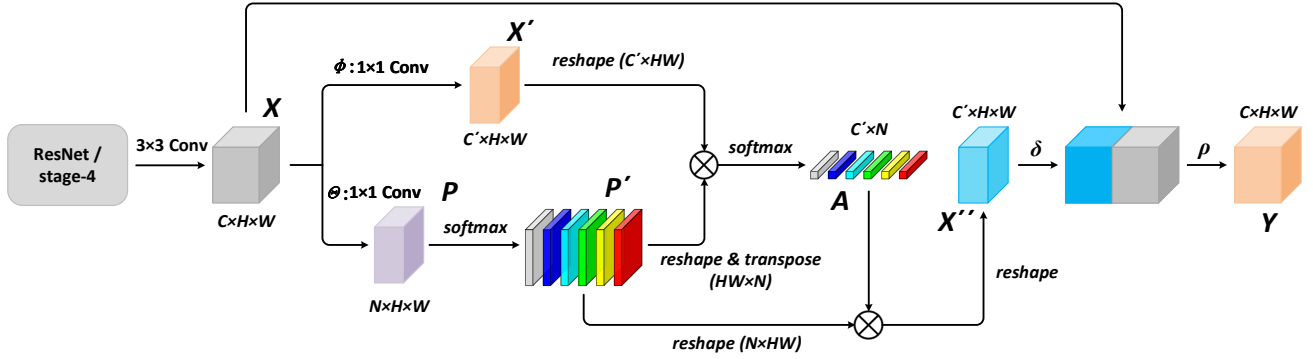 ResNet /
stage-4
3×3 Conv
X
C×H×W
Φ:1×1 Conv
X´
C´×H×W
reshape (C´×HW)
Θ:1×1 Conv
P
N×H×W
softmax
P´
reshape & transpose
(HW×N)
reshape (N×HW)
softmax
C´×N
A
C´×H×W
X´´
reshape
δ
ρ
C×H×W
Y